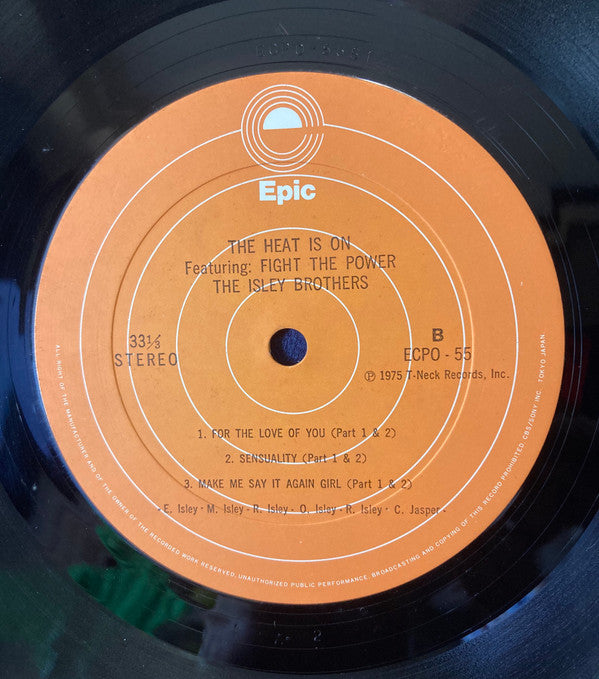 ECPO-55B1
Epic
THE HEAT IS ON
Featuring: FIGHT THE POWER
THE ISLEY BROTHERS
33⅓
STEREO
B
ECPO - 55
Ⓟ 1975 T-Neck Records, Inc.
1. FOR THE LOVE OF YOU (Part 1 & 2)
2. SENSUALITY (Part 1 & 2)
3. MAKE ME SAY IT AGAIN GIRL (Part 1 & 2)
- E. Isley - M. Isley - R. Isley - O. Isley - R. Isley - C. Jasper -
ALL RIGHT OF THE MANUFACTURER AND OF THE OWNER OF THE RECORDED WORK RESERVED. UNAUTHORIZED PUBLIC PERFORMANCE, BROADCASTING AND COPYING OF THIS RECORD PROHIBITED. CBS/SONY INC. TOKYO JAPAN.